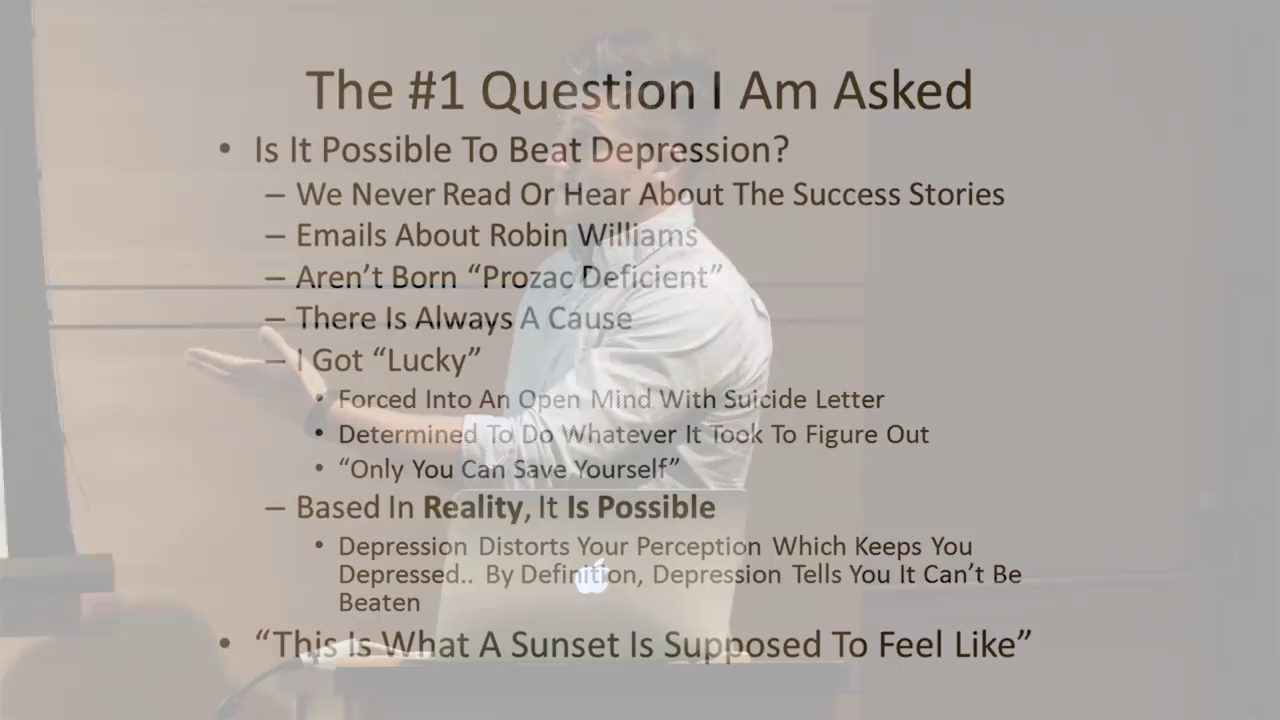 The #1 Question I Am Asked
• Is It Possible To Beat Depression?
– We Never Read Or Hear About The Success Stories
– Emails About Robin Williams
– Aren’t Born “Prozac Deficient”
– There Is Always A Cause
– I Got “Lucky”
• Forced Into An Open Mind With Suicide Letter
• Determined To Do Whatever It Took To Figure Out
• “Only You Can Save Yourself”
– Based In Reality, It Is Possible
• Depression Distorts Your Perception Which Keeps You
Depressed.. By Definition, Depression Tells You It Can’t Be
Beaten
• “This Is What A Sunset Is Supposed To Feel Like”